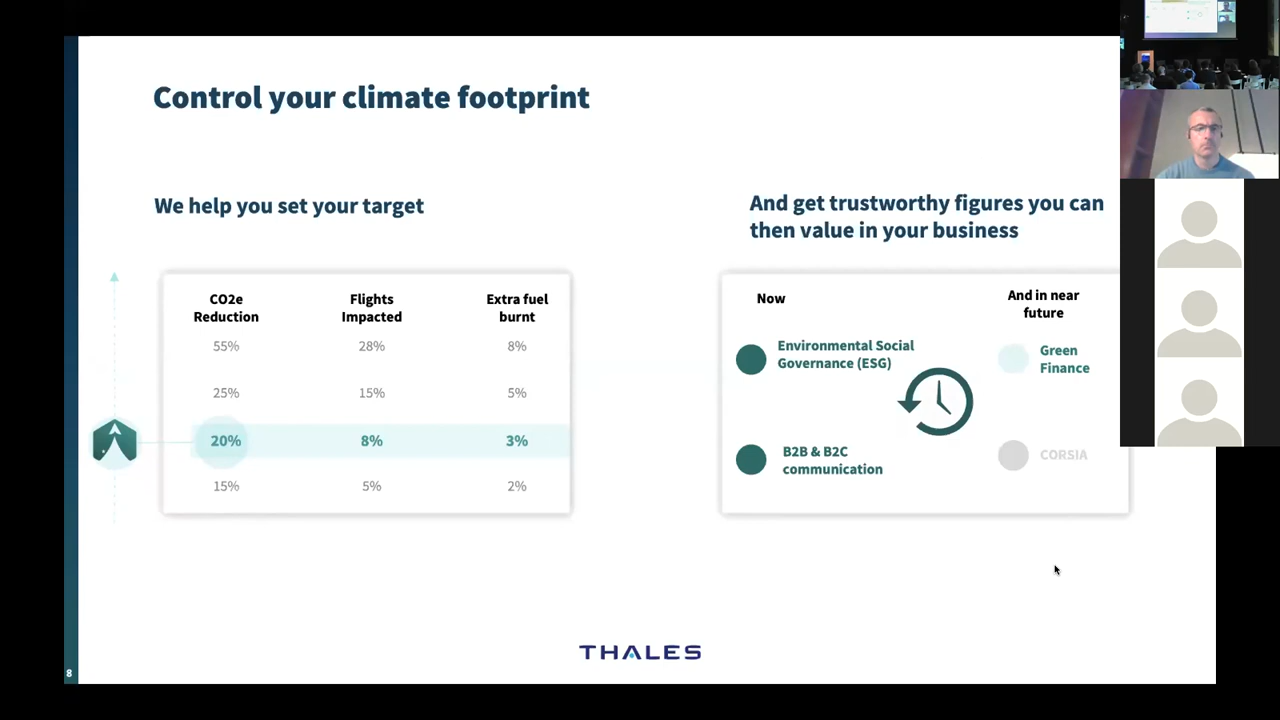 Control your climate footprint
We help you set your target
And get trustworthy figures you can
then value in your business
CO2e
Reduction
Flights
Impacted
Extra fuel
burnt
55% 28% 8%
25% 15% 5%
20% 8% 3%
15% 5% 2%
Now
And in near
future
Environmental Social
Governance (ESG)
Green
Finance
B2B & B2C
communication
CORSIA
THALES
8